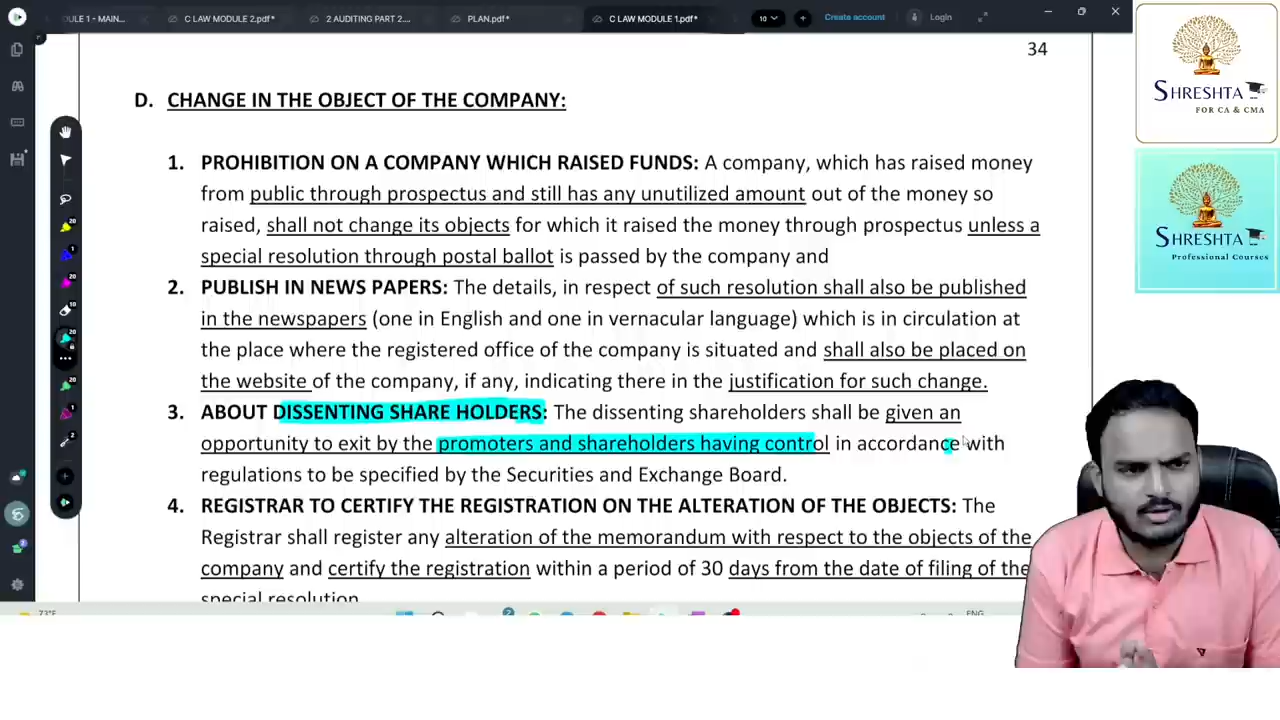 ULE 1 - MAIN...
C LAW MODULE 2.pdf*
2 AUDITING PART 2....
PLAN.pdf*
C LAW MODULE 1.pdf*
10
Create account
Login
34
D. CHANGE IN THE OBJECT OF THE COMPANY:
1. PROHIBITION ON A COMPANY WHICH RAISED FUNDS: A company, which has raised money
from public through prospectus and still has any unutilized amount out of the money so
raised, shall not change its objects for which it raised the money through prospectus unless a
special resolution through postal ballot is passed by the company and
2. PUBLISH IN NEWS PAPERS: The details, in respect of such resolution shall also be published
in the newspapers (one in English and one in vernacular language) which is in circulation at
the place where the registered office of the company is situated and shall also be placed on
the website of the company, if any, indicating there in the justification for such change.
3. ABOUT DISSENTING SHARE HOLDERS: The dissenting shareholders shall be given an
opportunity to exit by the promoters and shareholders having control in accordance with
regulations to be specified by the Securities and Exchange Board.
4. REGISTRAR TO CERTIFY THE REGISTRATION ON THE ALTERATION OF THE OBJECTS: The
Registrar shall register any alteration of the memorandum with respect to the objects of the
company and certify the registration within a period of 30 days from the date of filing of the
special resolution
73°F
ENG
SHRESHTA
FOR CA & CMA
SHRESHTA
Professional Courses